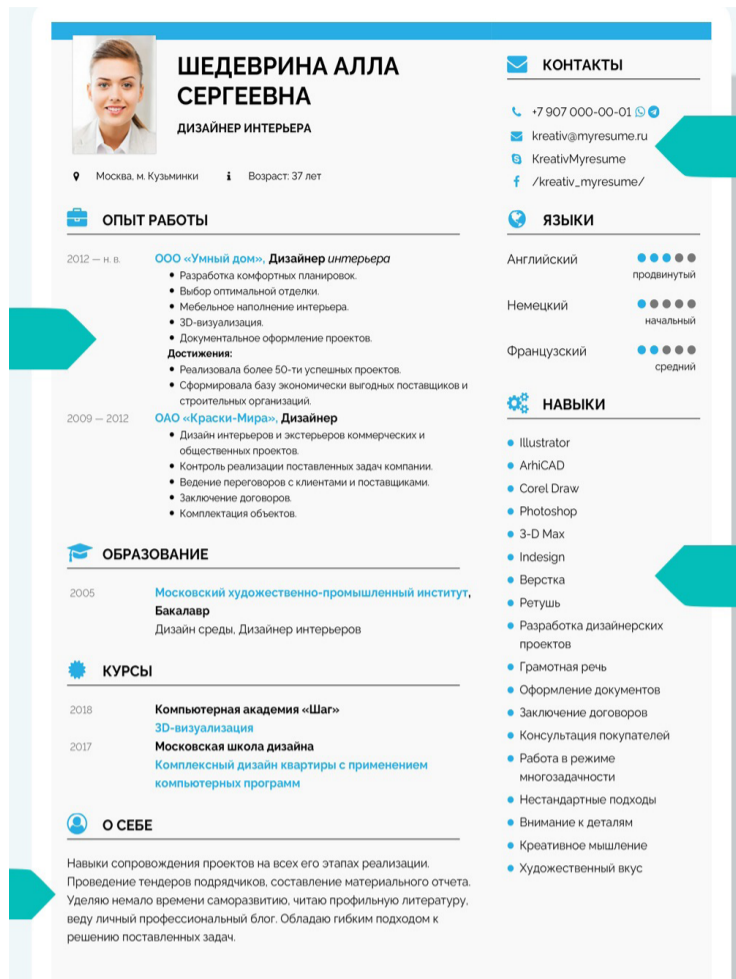 ШЕДЕВРИНА АЛЛА
СЕРГЕЕВНА
ДИЗАЙНЕР ИНТЕРЬЕРА
Москва, м. Кузьминки
Возраст: 37 лет
ОПЫТ РАБОТЫ
2012 — н. в.
ООО «Умный дом», Дизайнер интерьера
Разработка комфортных планировок.
Выбор оптимальной отделки.
Мебельное наполнение интерьера.
3D-визуализация.
Документальное оформление проектов.
Достижения:
Реализовала более 50-ти успешных проектов.
Сформировала базу экономически выгодных поставщиков и
строительных организаций.
2009 — 2012
ОАО «Краски-Мира», Дизайнер
Дизайн интерьеров и экстерьеров коммерческих и
общественных проектов.
Контроль реализации поставленных задач компании.
Ведение переговоров с клиентами и поставщиками.
Заключение договоров.
Комплектация объектов.
ОБРАЗОВАНИЕ
2005
Московский художественно-промышленный институт,
Бакалавр
Дизайн среды, Дизайнер интерьеров
КУРСЫ
2018
Компьютерная академия «Шаг»
3D-визуализация
2017
Московская школа дизайна
Комплексный дизайн квартиры с применением
компьютерных программ
О СЕБЕ
Навыки сопровождения проектов на всех его этапах реализации.
Проведение тендеров подрядчиков, составление материального отчета.
Уделяю немало времени саморазвитию, читаю профильную литературу,
веду личный профессиональный блог. Обладаю гибким подходом к
решению поставленных задач.
КОНТАКТЫ
+7 907 000-00-01
kreativ@myresume.ru
KreativMyresume
/kreativ_myresume/
ЯЗЫКИ
Английский
продвинутый
Немецкий
начальный
Французский
средний
НАВЫКИ
Illustrator
ArhiCAD
Corel Draw
Photoshop
3-D Max
Indesign
Верстка
Ретушь
Разработка дизайнерских
проектов
Грамотная речь
Оформление документов
Заключение договоров
Консультация покупателей
Работа в режиме
многозадачности
Нестандартные подходы
Внимание к деталям
Креативное мышление
Художественный вкус